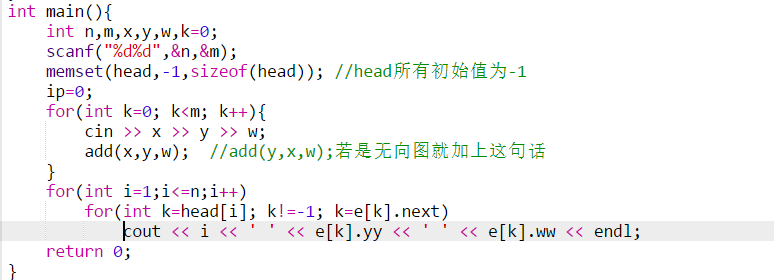 int main(){
    int n,m,x,y,w,k=0;
    scanf("%d%d",&n,&m);
    memset(head,-1,sizeof(head)); //head所有初始值为-1
    ip=0;
    for(int k=0; k<m; k++){
        cin >> x >> y >> w;
        add(x,y,w);  //add(y,x,w);若是无向图就加上这句话
    }
    for(int i=1;i<=n;i++)
        for(int k=head[i]; k!=-1; k=e[k].next)
            cout << i << ' ' << e[k].yy << ' ' << e[k].ww << endl;
    return 0;
}